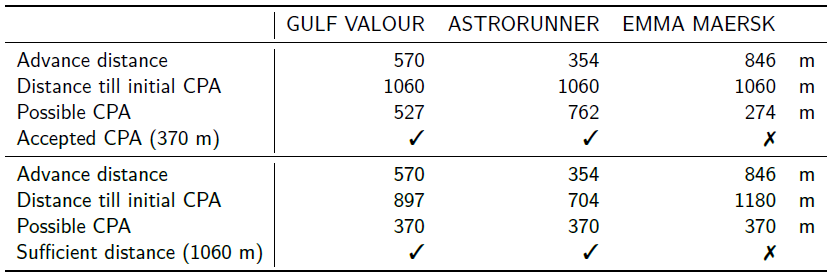 GULF VALOUR ASTRORUNNER EMMA MAERSK
Advance distance 570 354 846 m
Distance till initial CPA 1060 1060 1060 m
Possible CPA 527 762 274 m
Accepted CPA (370 m) ✓ ✓ ✗
Advance distance 570 354 846 m
Distance till initial CPA 897 704 1180 m
Possible CPA 370 370 370 m
Sufficient distance (1060 m) ✓ ✓ ✗